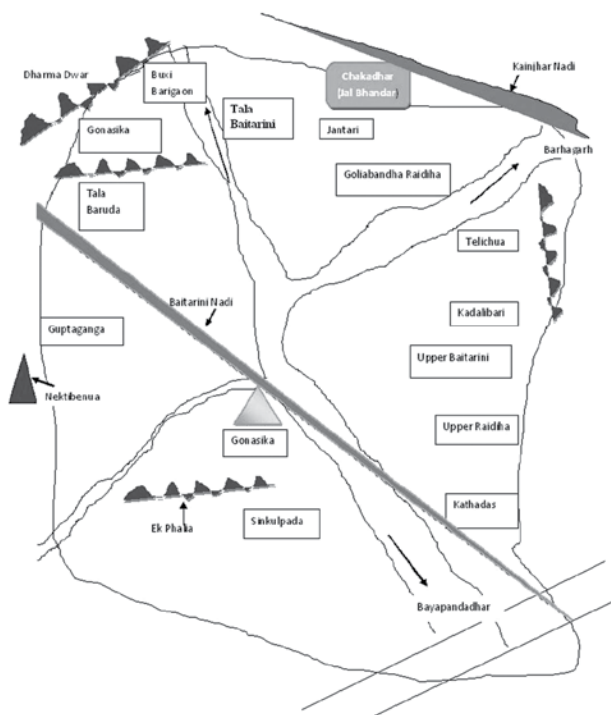 Kainjhar Nadi
Dharma Dwar
Buxi
Barigaon
Chakadhar
(Jal Bhandar)
Tala
Baitarini
Gonasika
Jantari
Barhagarh
Goliabandha Raidiha
Tala
Baruda
Telichua
Baitarini Nadi
Kadalibari
Guptaganga
Upper Baitarini
Nektibenua
Upper Raidiha
Gonasika
Kathadas
Ek Phalia
Sinkulpada
Bayapandadhar